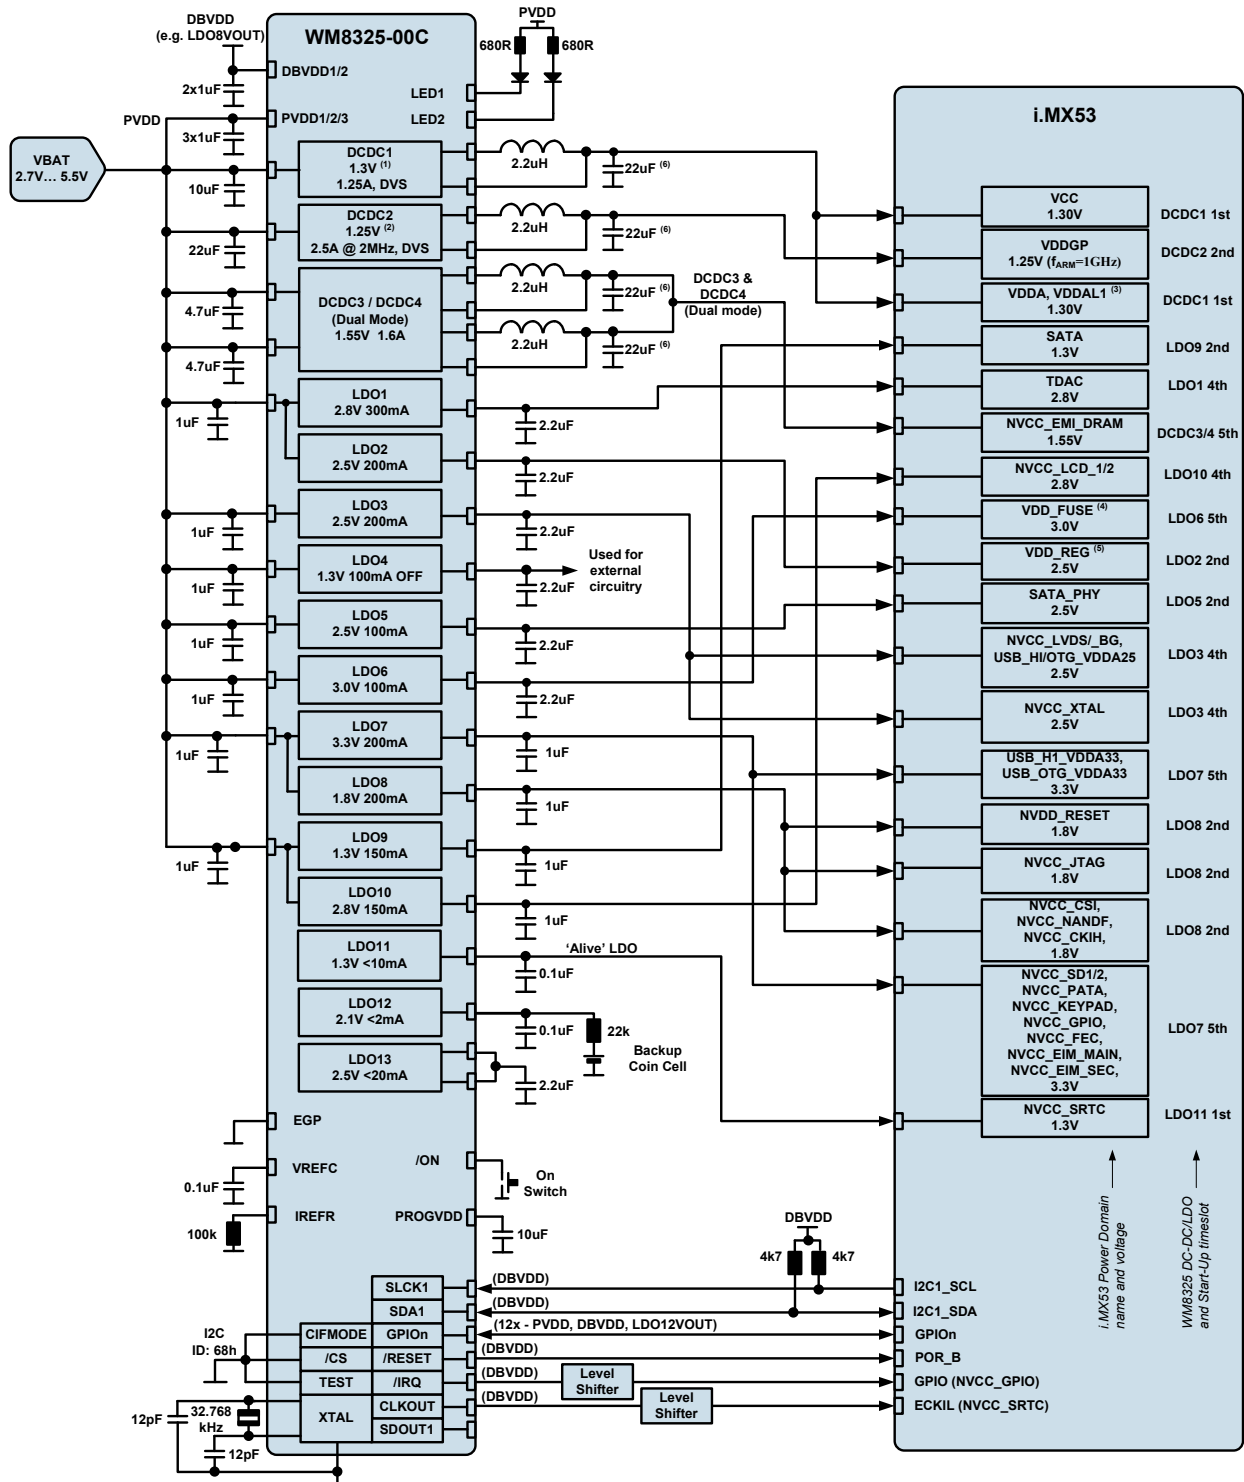 DBVDD
(e.g. LDO8VOUT)
WM8325-00C
PVDD
680R
680R
DBVDD1/2
2x1uF
LED1
LED2
PVDD
PVDD1/2/3
3x1uF
VBAT
2.7V... 5.5V
10uF
DCDC1
1.3V (1)
1.25A, DVS
2.2uH
22uF (6)
22uF
DCDC2
1.25V (2)
2.5A @ 2MHz, DVS
2.2uH
22uF (6)
4.7uF
4.7uF
DCDC3 / DCDC4
(Dual Mode)
1.55V 1.6A
2.2uH
22uF (6)
2.2uH
22uF (6)
DCDC3 &
DCDC4
(Dual mode)
1uF
LDO1
2.8V 300mA
2.2uF
LDO2
2.5V 200mA
2.2uF
1uF
LDO3
2.5V 200mA
2.2uF
1uF
LDO4
1.3V 100mA OFF
2.2uF
Used for
external
circuitry
1uF
LDO5
2.5V 100mA
2.2uF
1uF
LDO6
3.0V 100mA
2.2uF
1uF
LDO7
3.3V 200mA
1uF
LDO8
1.8V 200mA
1uF
1uF
LDO9
1.3V 150mA
1uF
LDO10
2.8V 150mA
1uF
LDO11
1.3V <10mA
'Alive' LDO
0.1uF
LDO12
2.1V <2mA
0.1uF
22k
Backup
Coin Cell
LDO13
2.5V <20mA
2.2uF
EGP
VREFC
0.1uF
/ON
On
Switch
IREFR
100k
PROGVDD
10uF
i.MX53
VCC
1.30V
DCDC1 1st
VDDGP
1.25V (fARM=1GHz)
DCDC2 2nd
VDDA, VDDAL1 (3)
1.30V
DCDC1 1st
SATA
1.3V
LDO9 2nd
TDAC
2.8V
LDO1 4th
NVCC_EMI_DRAM
1.55V
DCDC3/4 5th
NVCC_LCD_1/2
2.8V
LDO10 4th
VDD_FUSE (4)
3.0V
LDO6 5th
VDD_REG (5)
2.5V
LDO2 2nd
SATA_PHY
2.5V
LDO5 2nd
NVCC_LVDS/_BG,
USB_HI/OTG_VDDA25
2.5V
LDO3 4th
NVCC_XTAL
2.5V
LDO3 4th
USB_H1_VDDA33,
USB_OTG_VDDA33
3.3V
LDO7 5th
NVDD_RESET
1.8V
LDO8 2nd
NVCC_JTAG
1.8V
LDO8 2nd
NVCC_CSI,
NVCC_NANDF,
NVCC_CKIH,
1.8V
LDO8 2nd
NVCC_SD1/2,
NVCC_PATA,
NVCC_KEYPAD,
NVCC_GPIO,
NVCC_FEC,
NVCC_EIM_MAIN,
NVCC_EIM_SEC,
3.3V
LDO7 5th
NVCC_SRTC
1.3V
LDO11 1st
i.MX53 Power Domain
name and voltage
WM8325 DC-DC/LDO
and Start-Up timeslot
DBVDD
4k7
4k7
SLCK1
(DBVDD)
I2C1_SCL
SDA1
(DBVDD)
I2C1_SDA
I2C
ID: 68h
CIFMODE
GPIOn
(12x - PVDD, DBVDD, LDO12VOUT)
GPIOn
/CS
/RESET
(DBVDD)
POR_B
TEST
/IRQ
(DBVDD)
Level
Shifter
GPIO (NVCC_GPIO)
XTAL
CLKOUT
(DBVDD)
Level
Shifter
ECKIL (NVCC_SRTC)
SDOUT1
12pF
32.768
kHz
12pF